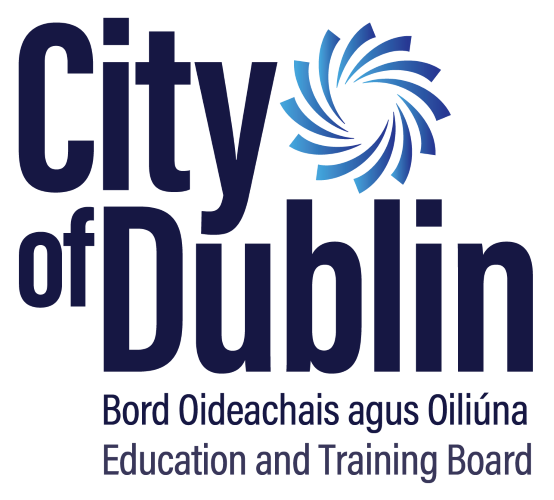 City
of Dublin
Bord Oideachais agus Oiliúna
Education and Training Board